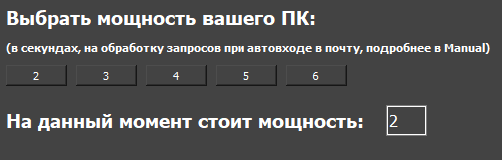 Выбрать мощность вашего ПК:
(в секундах, на обработку запросов при автовходе в почту, подробнее в Manual)
2 3 4 5 6
На данный момент стоит мощность: 2